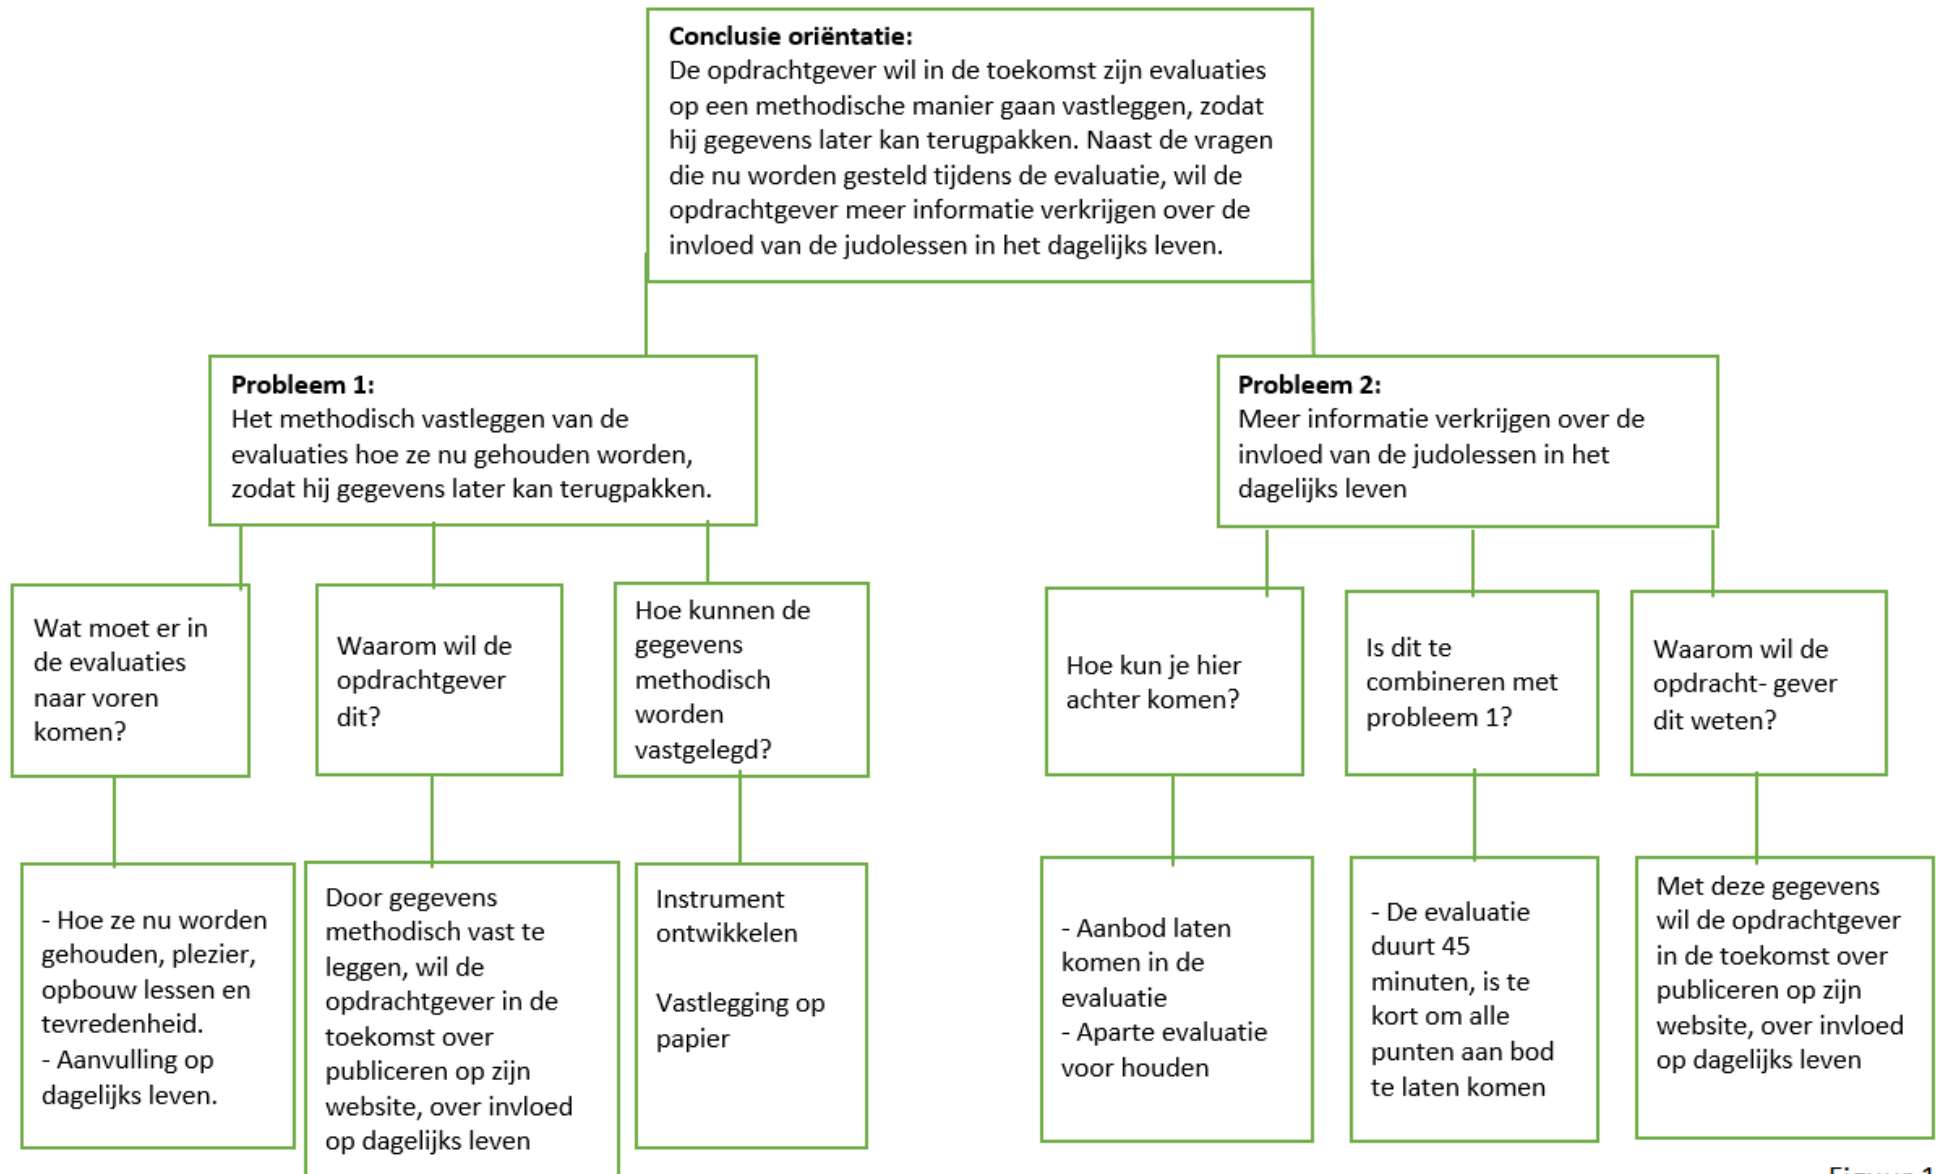 Conclusie oriëntatie:
De opdrachtgever wil in de toekomst zijn evaluaties
op een methodische manier gaan vastleggen, zodat
hij gegevens later kan terugpakken. Naast de vragen
die nu worden gesteld tijdens de evaluatie, wil de
opdrachtgever meer informatie verkrijgen over de
invloed van de judolessen in het dagelijks leven.
Probleem 1:
Het methodisch vastleggen van de
evaluaties hoe ze nu gehouden worden,
zodat hij gegevens later kan terugpakken.
Probleem 2:
Meer informatie verkrijgen over de
invloed van de judolessen in het
dagelijks leven
Wat moet er in
de evaluaties
naar voren
komen?
Waarom wil de
opdrachtgever
dit?
Hoe kunnen de
gegevens
methodisch
worden
vastgelegd?
Hoe kun je hier
achter komen?
Is dit te
combineren met
probleem 1?
Waarom wil de
opdracht- gever
dit weten?
- Hoe ze nu worden
gehouden, plezier,
opbouw lessen en
tevredenheid.
- Aanvulling op
dagelijks leven.
Door gegevens
methodisch vast te
leggen, wil de
opdrachtgever in de
toekomst over
publiceren op zijn
website, over invloed
op dagelijks leven
Instrument
ontwikkelen
Vastlegging op
papier
- Aanbod laten
komen in de
evaluatie
- Aparte evaluatie
voor houden
- De evaluatie
duurt 45
minuten, is te
kort om alle
punten aan bod
te laten komen
Met deze gegevens
wil de opdrachtgever
in de toekomst over
publiceren op zijn
website, over invloed
op dagelijks leven
Figuur 1